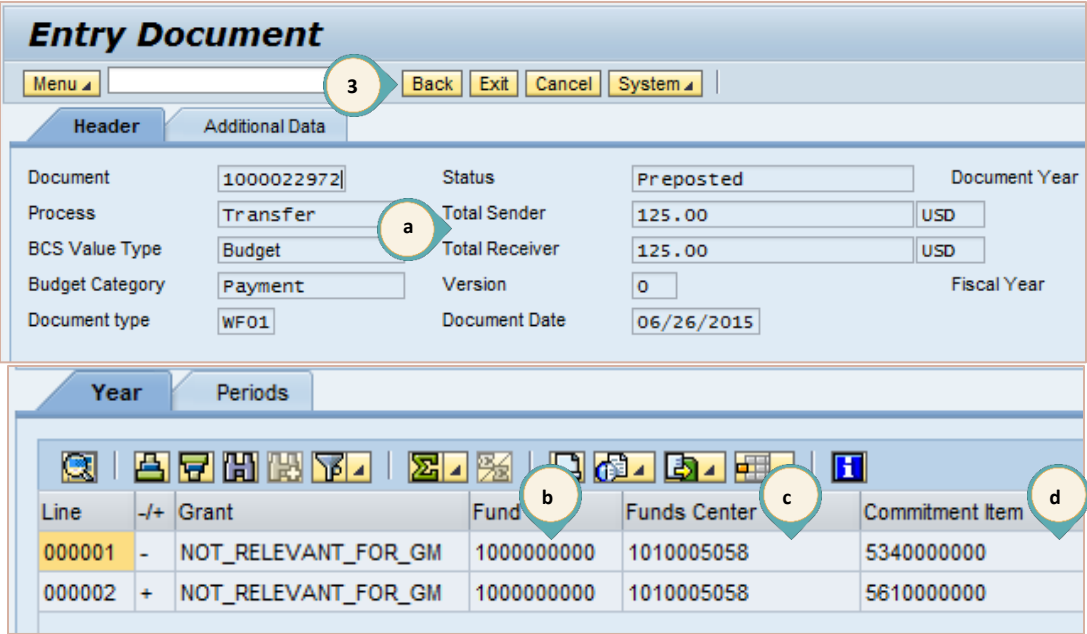 Entry Document
Menu 3 Back Exit Cancel System
Header Additional Data
Document 1000022972 Status Preposted Document Year
Process Transfer a Total Sender 125.00 USD
BCS Value Type Budget Total Receiver 125.00 USD
Budget Category Payment Version 0 Fiscal Year
Document type WF01 Document Date 06/26/2015
Year Periods
b c d
Line -/+ Grant Fund Funds Center Commitment Item
000001 - NOT_RELEVANT_FOR_GM 1000000000 1010005058 5340000000
000002 + NOT_RELEVANT_FOR_GM 1000000000 1010005058 5610000000